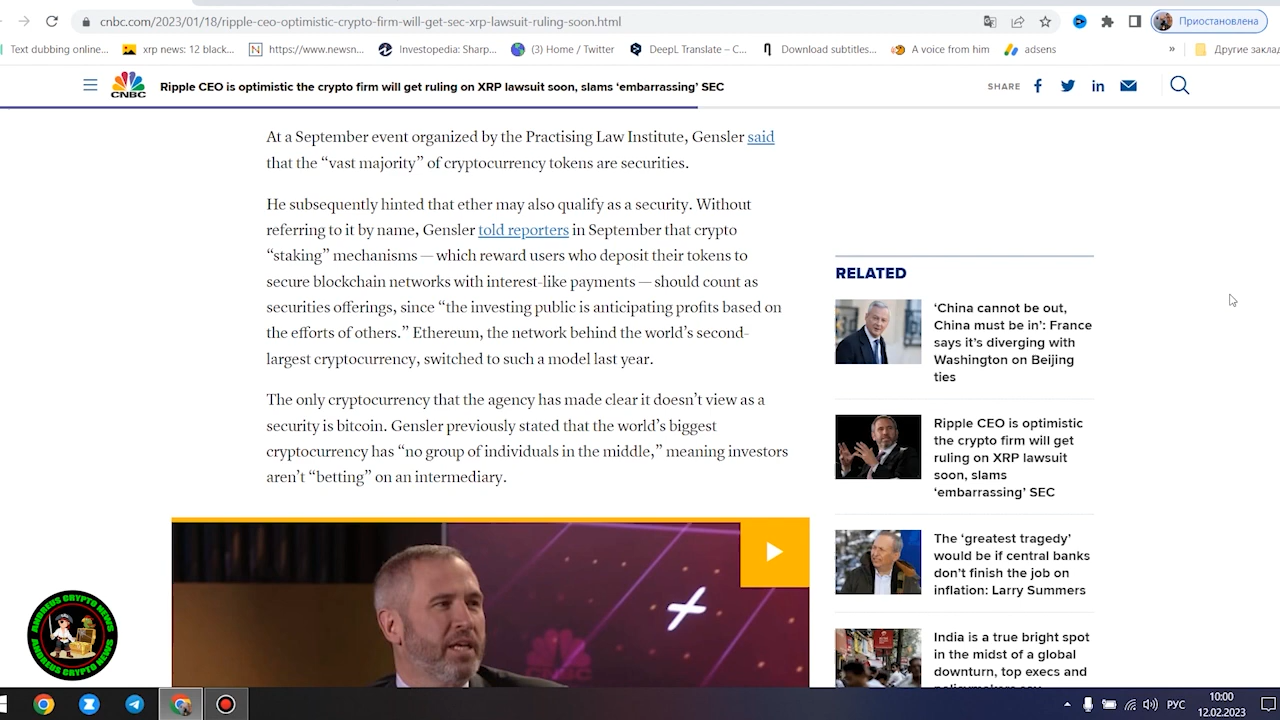 cnbc.com/2023/01/18/ripple-ceo-optimistic-crypto-firm-will-get-sec-xrp-lawsuit-ruling-soon.html
Приостановлена
Text dubbing online...
xrp news: 12 black...
https://www.newsn...
Investopedia: Sharp...
(3) Home / Twitter
DeepL Translate – C...
Download subtitles...
A voice from him
adsens
»
Другие закла
CNBC
Ripple CEO is optimistic the crypto firm will get ruling on XRP lawsuit soon, slams ‘embarrassing’ SEC
SHARE
At a September event organized by the Practising Law Institute, Gensler said
that the “vast majority” of cryptocurrency tokens are securities.
He subsequently hinted that ether may also qualify as a security. Without
referring to it by name, Gensler told reporters in September that crypto
“staking” mechanisms — which reward users who deposit their tokens to
secure blockchain networks with interest-like payments — should count as
securities offerings, since “the investing public is anticipating profits based on
the efforts of others.” Ethereum, the network behind the world’s second-
largest cryptocurrency, switched to such a model last year.
The only cryptocurrency that the agency has made clear it doesn’t view as a
security is bitcoin. Gensler previously stated that the world’s biggest
cryptocurrency has “no group of individuals in the middle,” meaning investors
aren’t “betting” on an intermediary.
RELATED
‘China cannot be out,
China must be in’: France
says it’s diverging with
Washington on Beijing
ties
Ripple CEO is optimistic
the crypto firm will get
ruling on XRP lawsuit
soon, slams
‘embarrassing’ SEC
The ‘greatest tragedy’
would be if central banks
don’t finish the job on
inflation: Larry Summers
India is a true bright spot
in the midst of a global
downturn, top execs and
ANDREUS CRYPTO NEWS
ANDREUS CRYPTO NEWS
РУС
10:00
12.02.2023